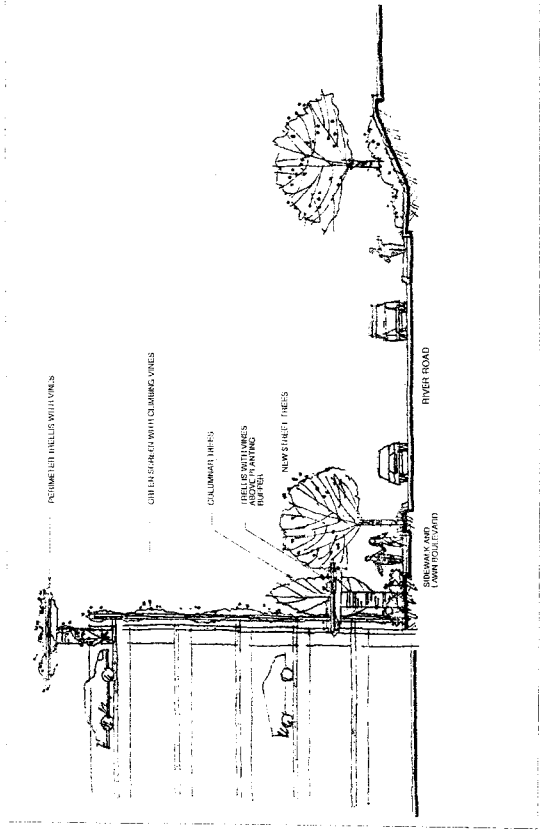 PERIMETER TRELLIS WITH VINES
GREEN SCREEN WITH CLIMBING VINES
COLUMNAR TREES
TRELLIS WITH VINES
ABOVE PLANTING
BUFFER
NEW STREET TREES
SIDEWALK AND
LAWN BOULEVARD
RIVER ROAD